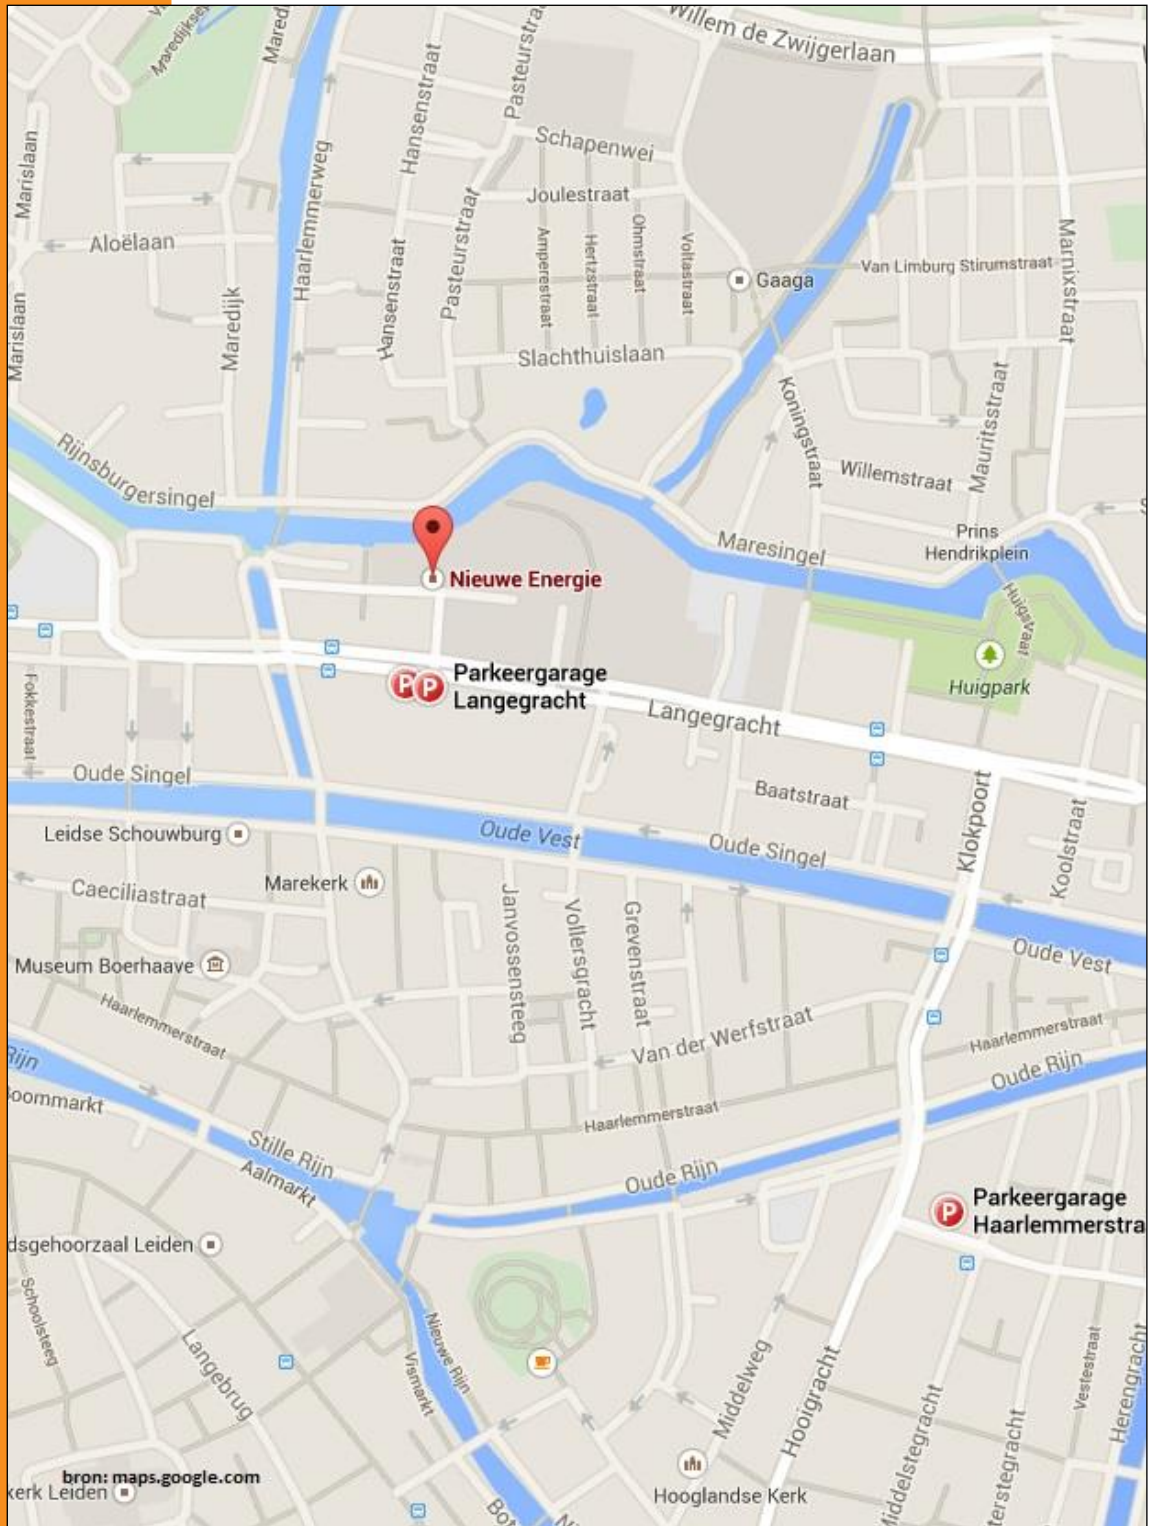 Willem de Zwijgerlaan
Maredijk
Pasteurstraat
Hansenstraat
Schapenwei
Marislaan
Haarlemmerweg
Joulestraat
Pasteurstraat
Aloëlaan
Hansenstraat
Amperestraat
Hertzstraat
Ohmstraat
Voltastraat
Van Limburg Stirumstraat
Marnixstraat
Gaaga
Marislaan
Maredijk
Slachthuislaan
Koningstraat
Mauritsstraat
Rijnsburgersingel
Willemstraat
Maresingel
Prins
Hendrikplein
Nieuwe Energie
Huigsvaat
Parkeergarage
Langegracht
Huigpark
Fokkestraat
Langegracht
Oude Singel
Baatstraat
Klokpoort
Koolstraat
Leidse Schouwburg
Oude Vest
Oude Singel
Marekerk
Caeciliastraat
Janvossensteeg
Vollersgracht
Grevenstraat
Oude Vest
Museum Boerhaave
Haarlemmerstraat
Van der Werfstraat
Haarlemmerstraat
Rijn
Oude Rijn
Boommarkt
Haarlemmerstraat
Stille Rijn
Aalmarkt
Oude Rijn
P
P
P
Parkeergarage
Haarlemmerstra
dsgehoorzaal Leiden
Schoolsteeg
Langebrug
Nieuwe Rijn
Vismarkt
Middelweg
Hooigracht
Vestestraat
Herengracht
Middelstegracht
terstegracht
bron: maps.google.com
kerk Leiden
Hooglandse Kerk
Bot